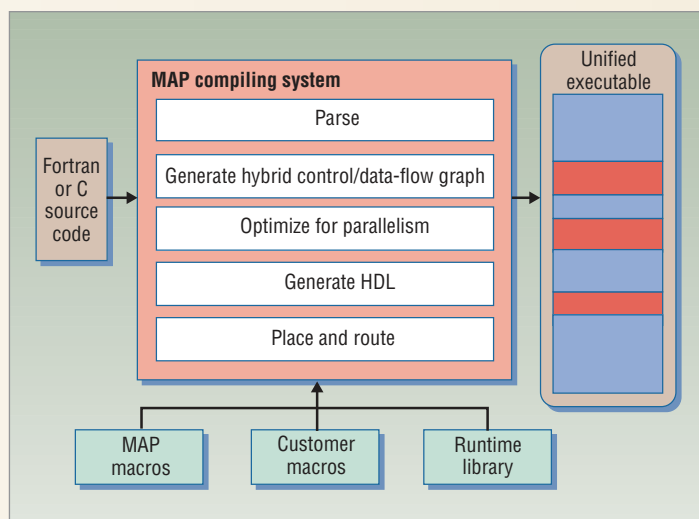 MAP compiling system
Unified
executable
Fortran
or C
source
code
Parse
Generate hybrid control/data-flow graph
Optimize for parallelism
Generate HDL
Place and route
MAP
macros
Customer
macros
Runtime
library